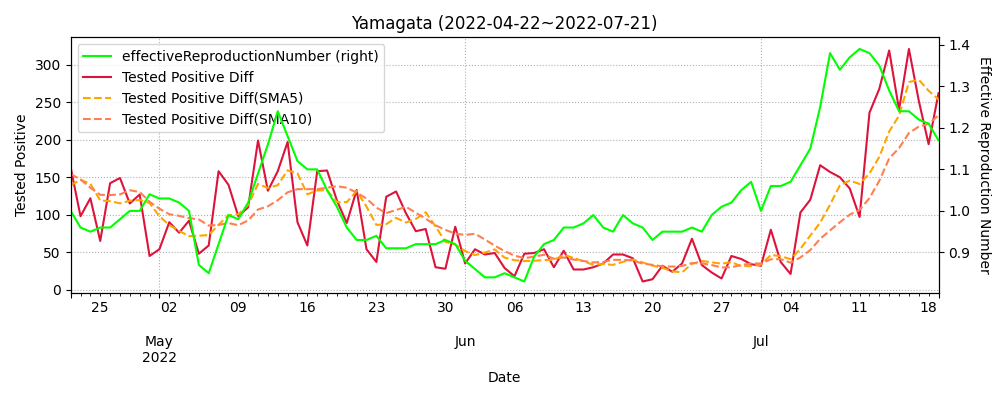 Yamagata (2022-04-22~2022-07-21)
effectiveReproductionNumber (right)
Tested Positive Diff
Tested Positive Diff(SMA5)
Tested Positive Diff(SMA10)
Tested Positive
300
250
200
150
100
50
0
1.4
1.3
1.2
1.1
1.0
0.9
Effective Reproduction Number
25 02 09 16 23 30 06 13 20 27 04 11 18
May Jun Jul
2022
Date